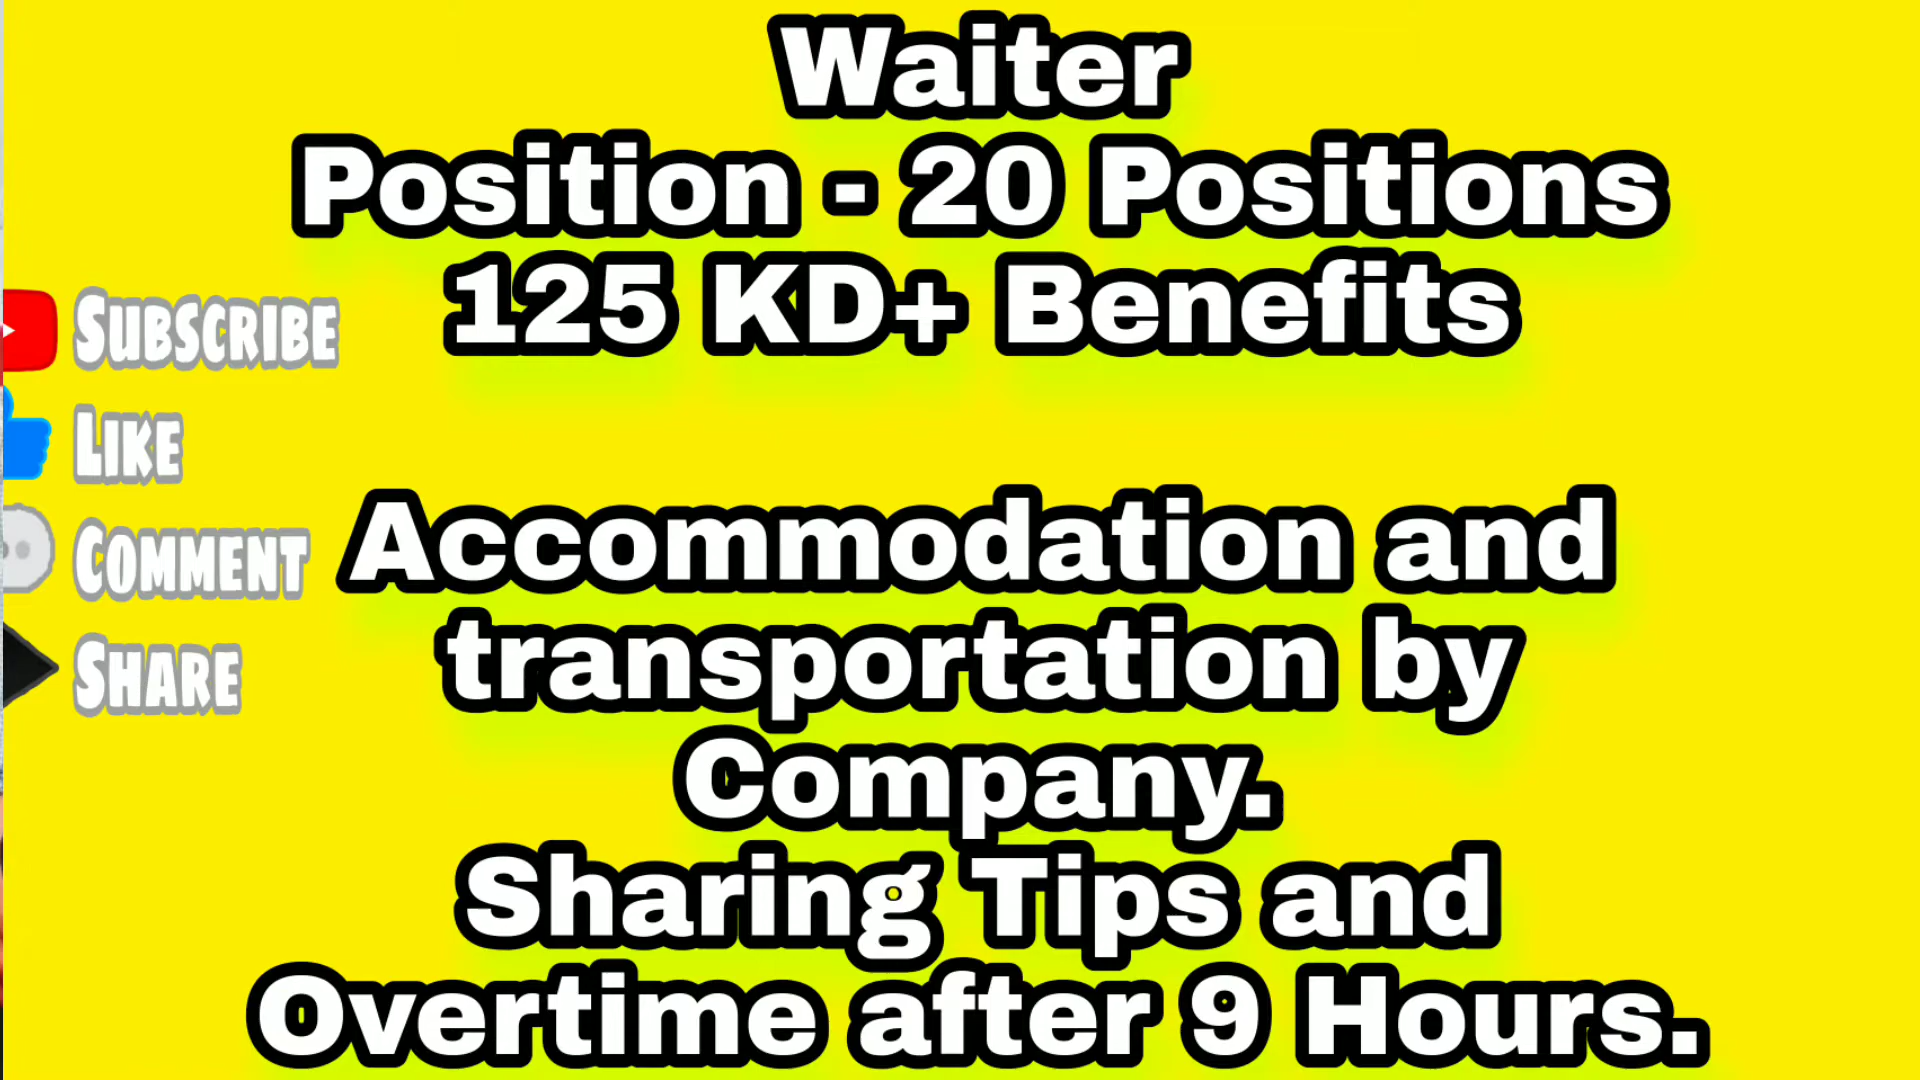 Waiter
Position - 20 Positions
125 KD+ Benefits
Accommodation and
transportation by
Company.
Sharing Tips and
Overtime after 9 Hours.
SUBSCRIBE
LIKE
COMMENT
SHARE